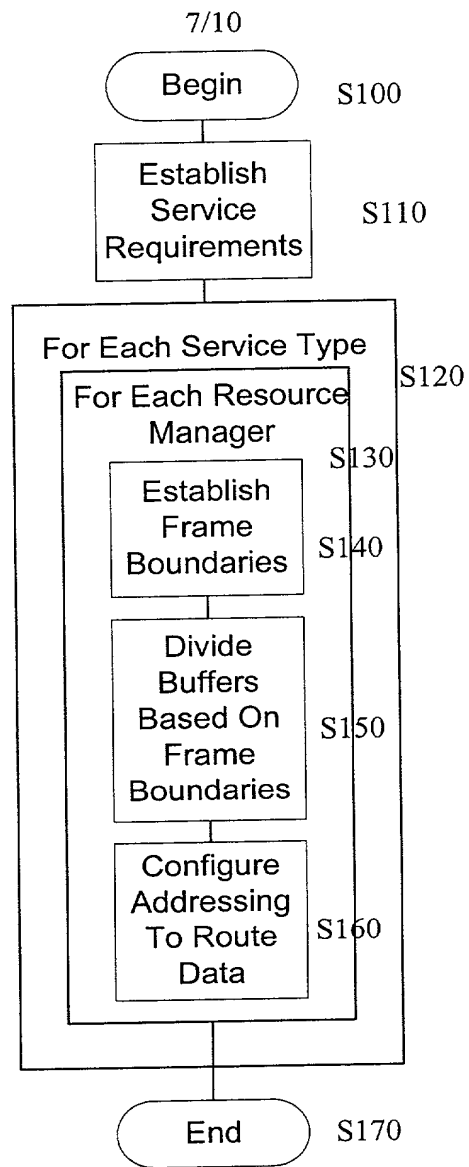 7/10
Begin
S100
Establish
Service
Requirements
S110
For Each Service Type
S120
For Each Resource
Manager
S130
Establish
Frame
Boundaries
S140
Divide
Buffers
Based On
Frame
Boundaries
S150
Configure
Addressing
To Route
Data
S160
End
S170